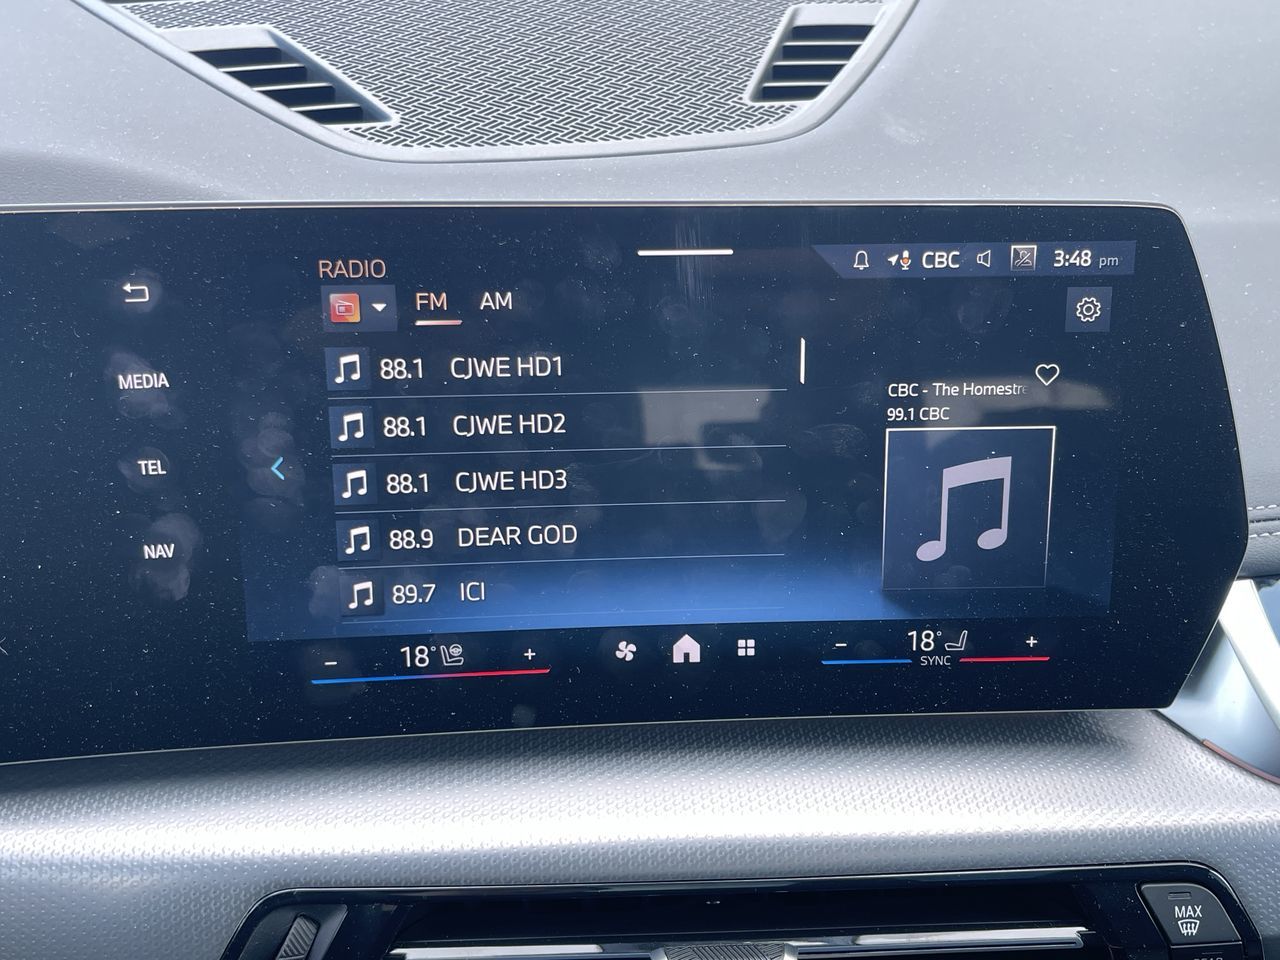 RADIO
CBC 3:48 pm
FM AM
MEDIA
TEL
NAV
88.1 CJWE HD1
88.1 CJWE HD2
88.1 CJWE HD3
88.9 DEAR GOD
89.7 ICI
CBC - The Homestre
99.1 CBC
− 18° +
− 18° +
SYNC
MAX